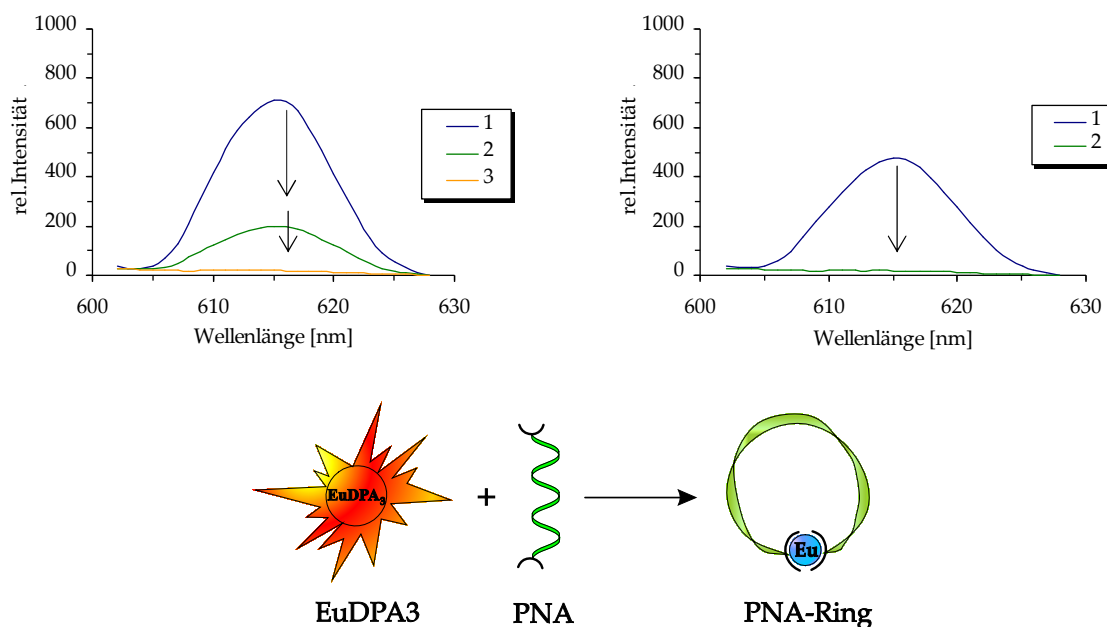 1000
800
600
400
200
0
rel.Intensität
600 610 620 630
Wellenlänge [nm]
1
2
3
1000
800
600
400
200
0
rel.Intensität
600 610 620 630
Wellenlänge [nm]
1
2
EuDPA3
+
Eu
EuDPA3 PNA PNA-Ring